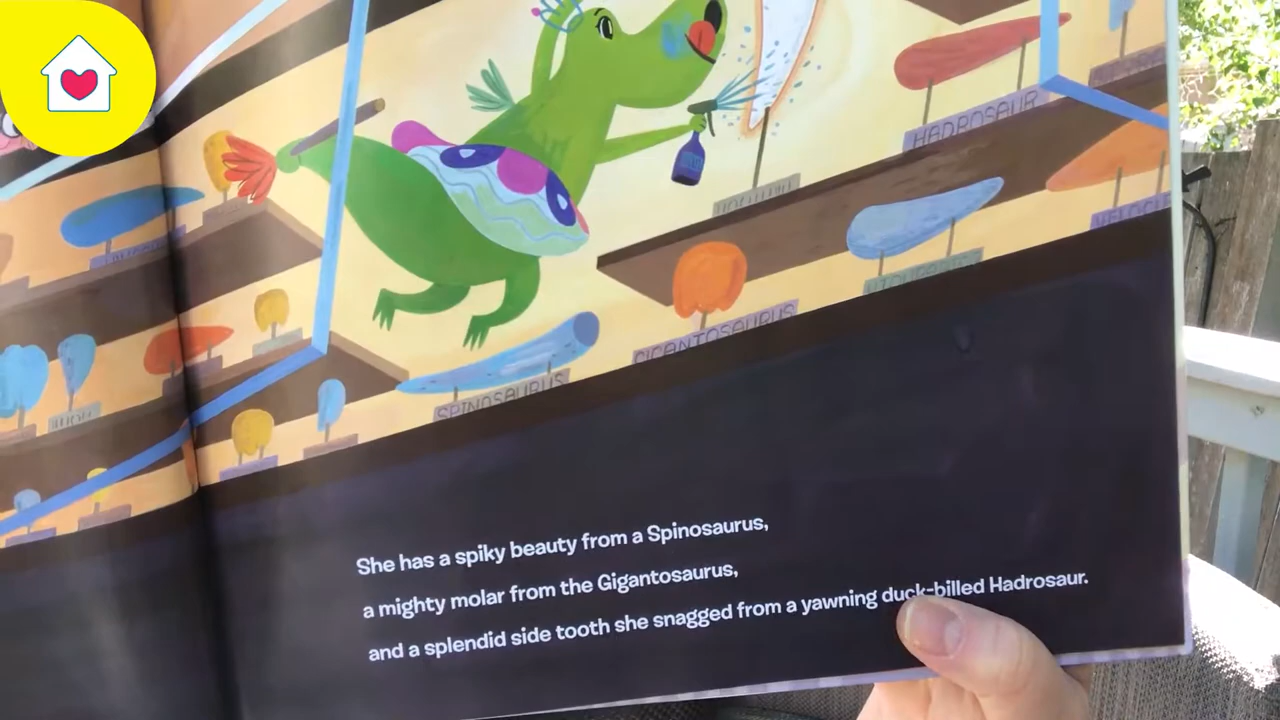 HADROSAUR
GIGANTOSAURUS
SPINOSAURUS
She has a spiky beauty from a Spinosaurus,
a mighty molar from the Gigantosaurus,
and a splendid side tooth she snagged from a yawning duck-billed Hadrosaur.